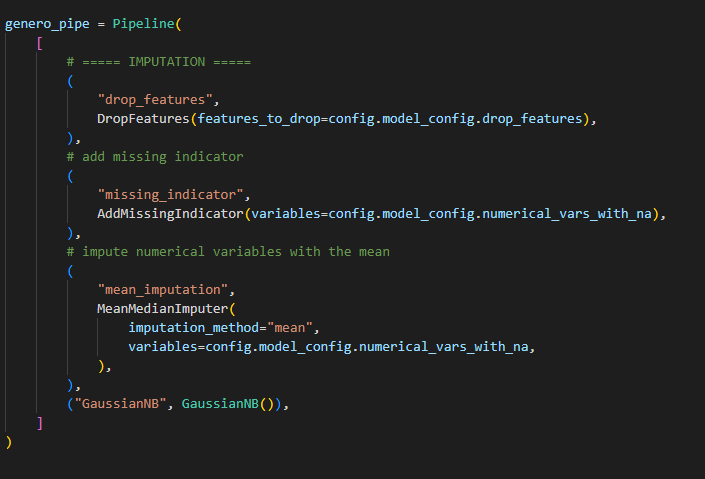 genero_pipe = Pipeline(
    [
        # ===== IMPUTATION =====
        (
            "drop_features",
            DropFeatures(features_to_drop=config.model_config.drop_features),
        ),
        # add missing indicator
        (
            "missing_indicator",
            AddMissingIndicator(variables=config.model_config.numerical_vars_with_na),
        ),
        # impute numerical variables with the mean
        (
            "mean_imputation",
            MeanMedianImputer(
                imputation_method="mean",
                variables=config.model_config.numerical_vars_with_na,
            ),
        ),
        ("GaussianNB", GaussianNB()),
    ]
)